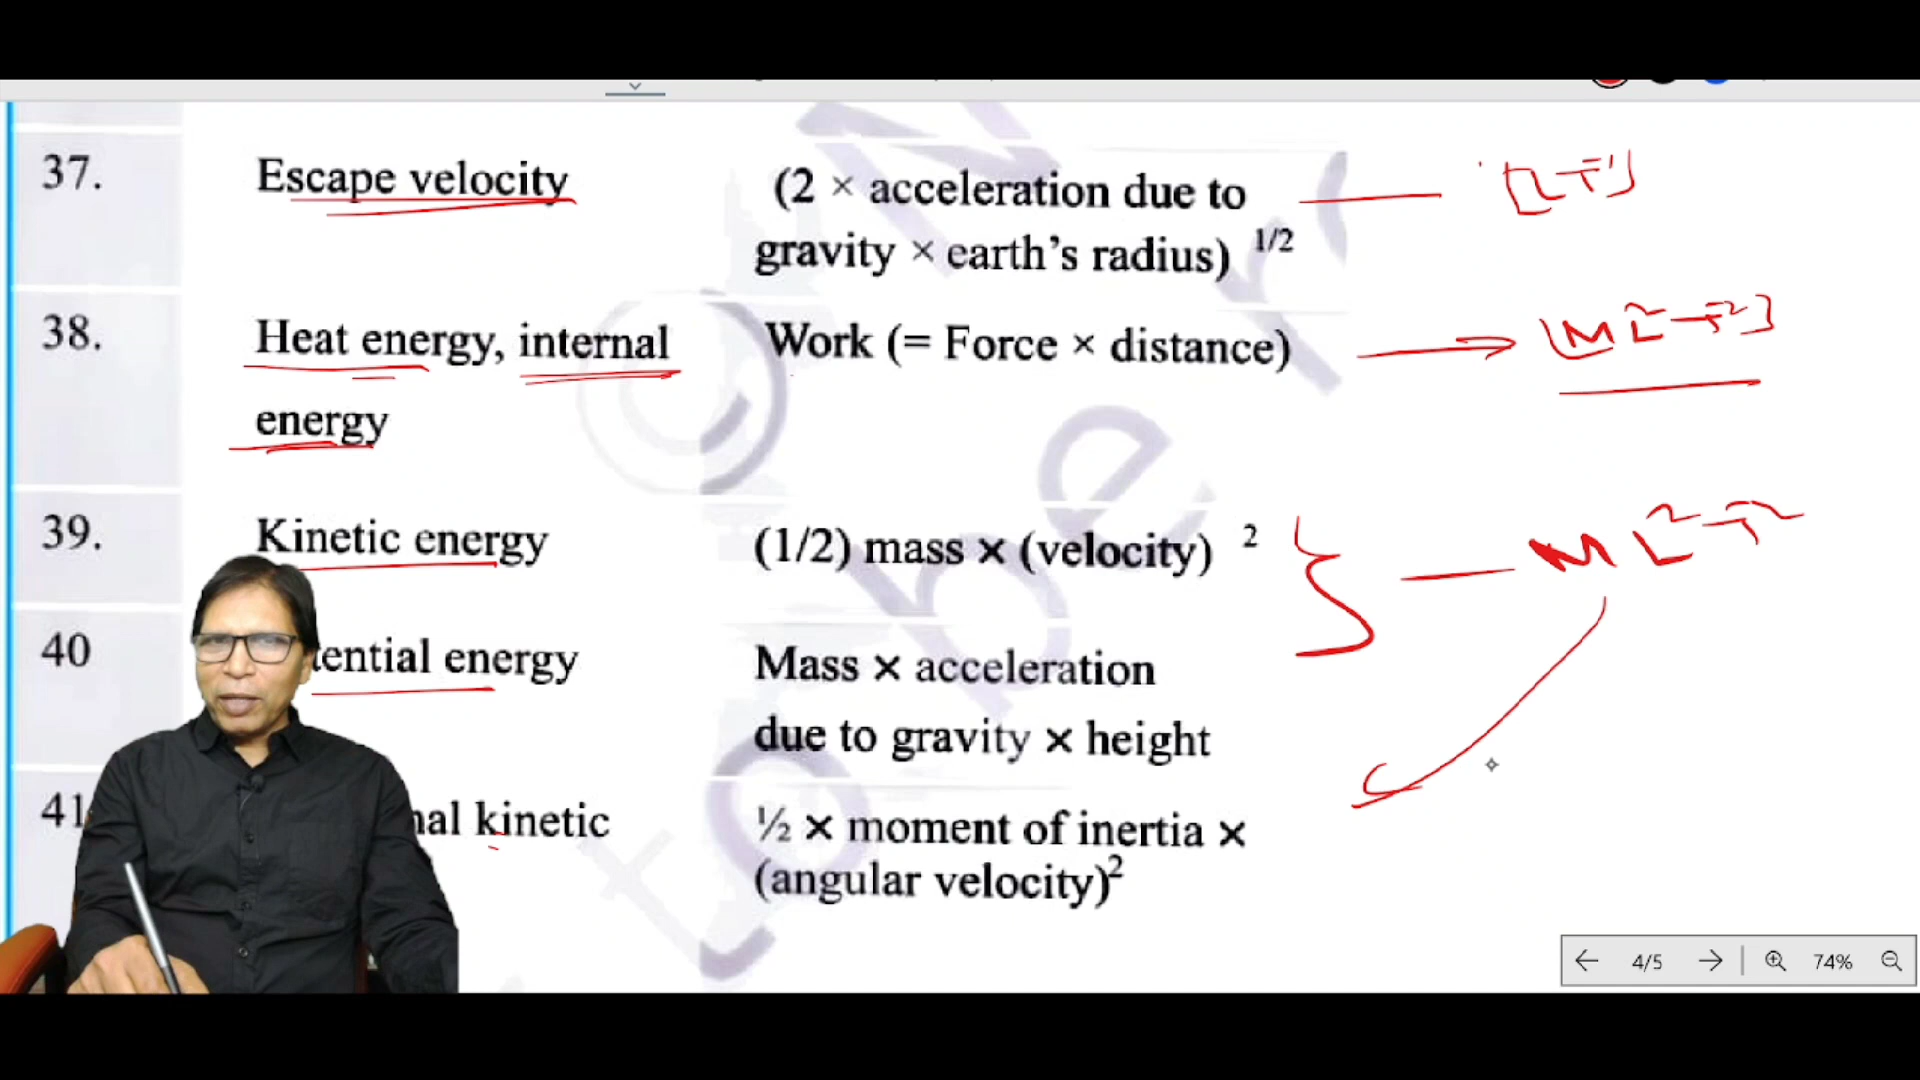 37.
Escape velocity
(2 × acceleration due to
gravity × earth's radius) 1/2
[LT⁻¹]
38.
Heat energy, internal
energy
Work (= Force × distance)
[ML²T⁻²]
39.
Kinetic energy
(1/2) mass × (velocity) 2
ML²T⁻²
40
tential energy
Mass × acceleration
due to gravity × height
41
nal kinetic
½ × moment of inertia ×
(angular velocity)²
4/5
74%